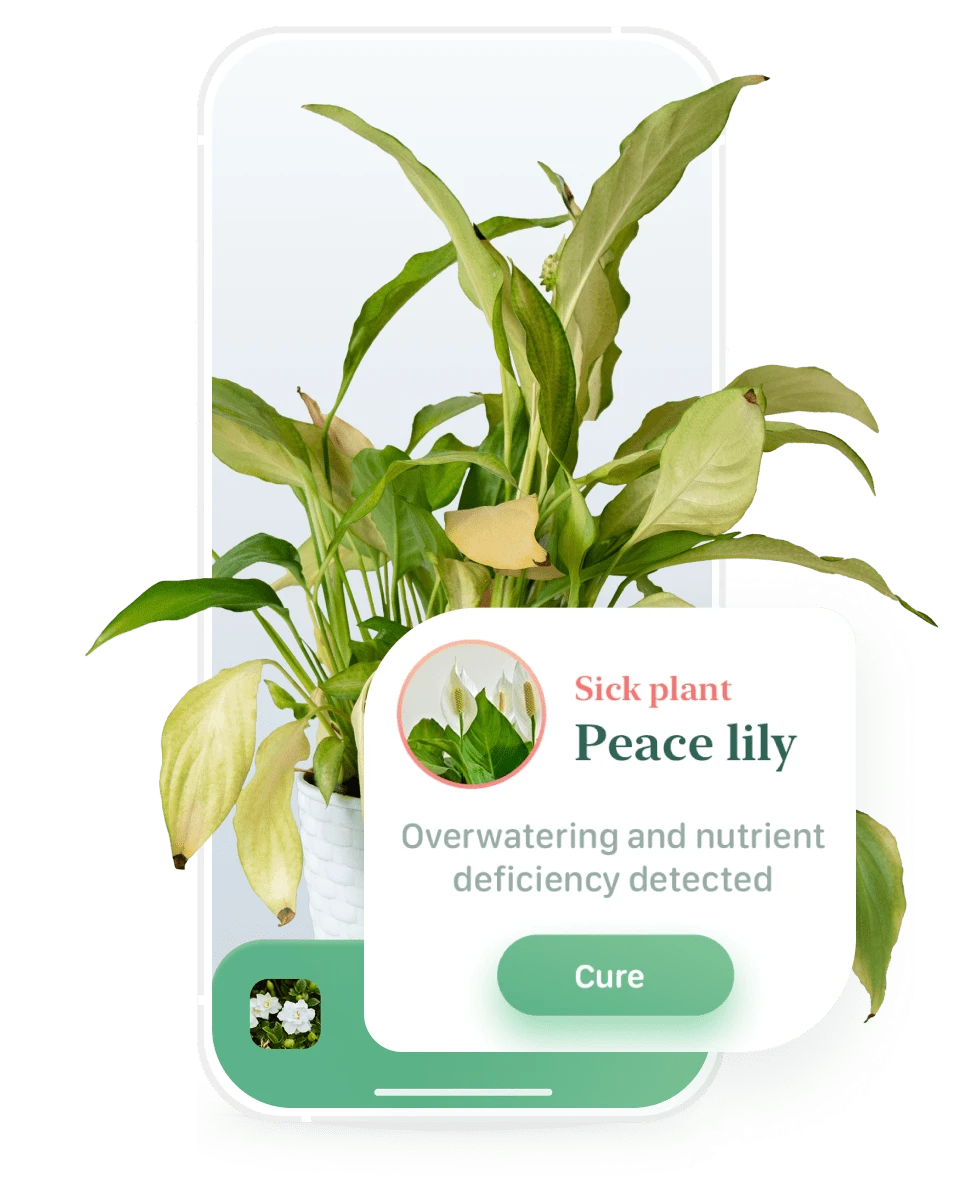 Sick plant
Peace lily
Overwatering and nutrient
deficiency detected
Cure